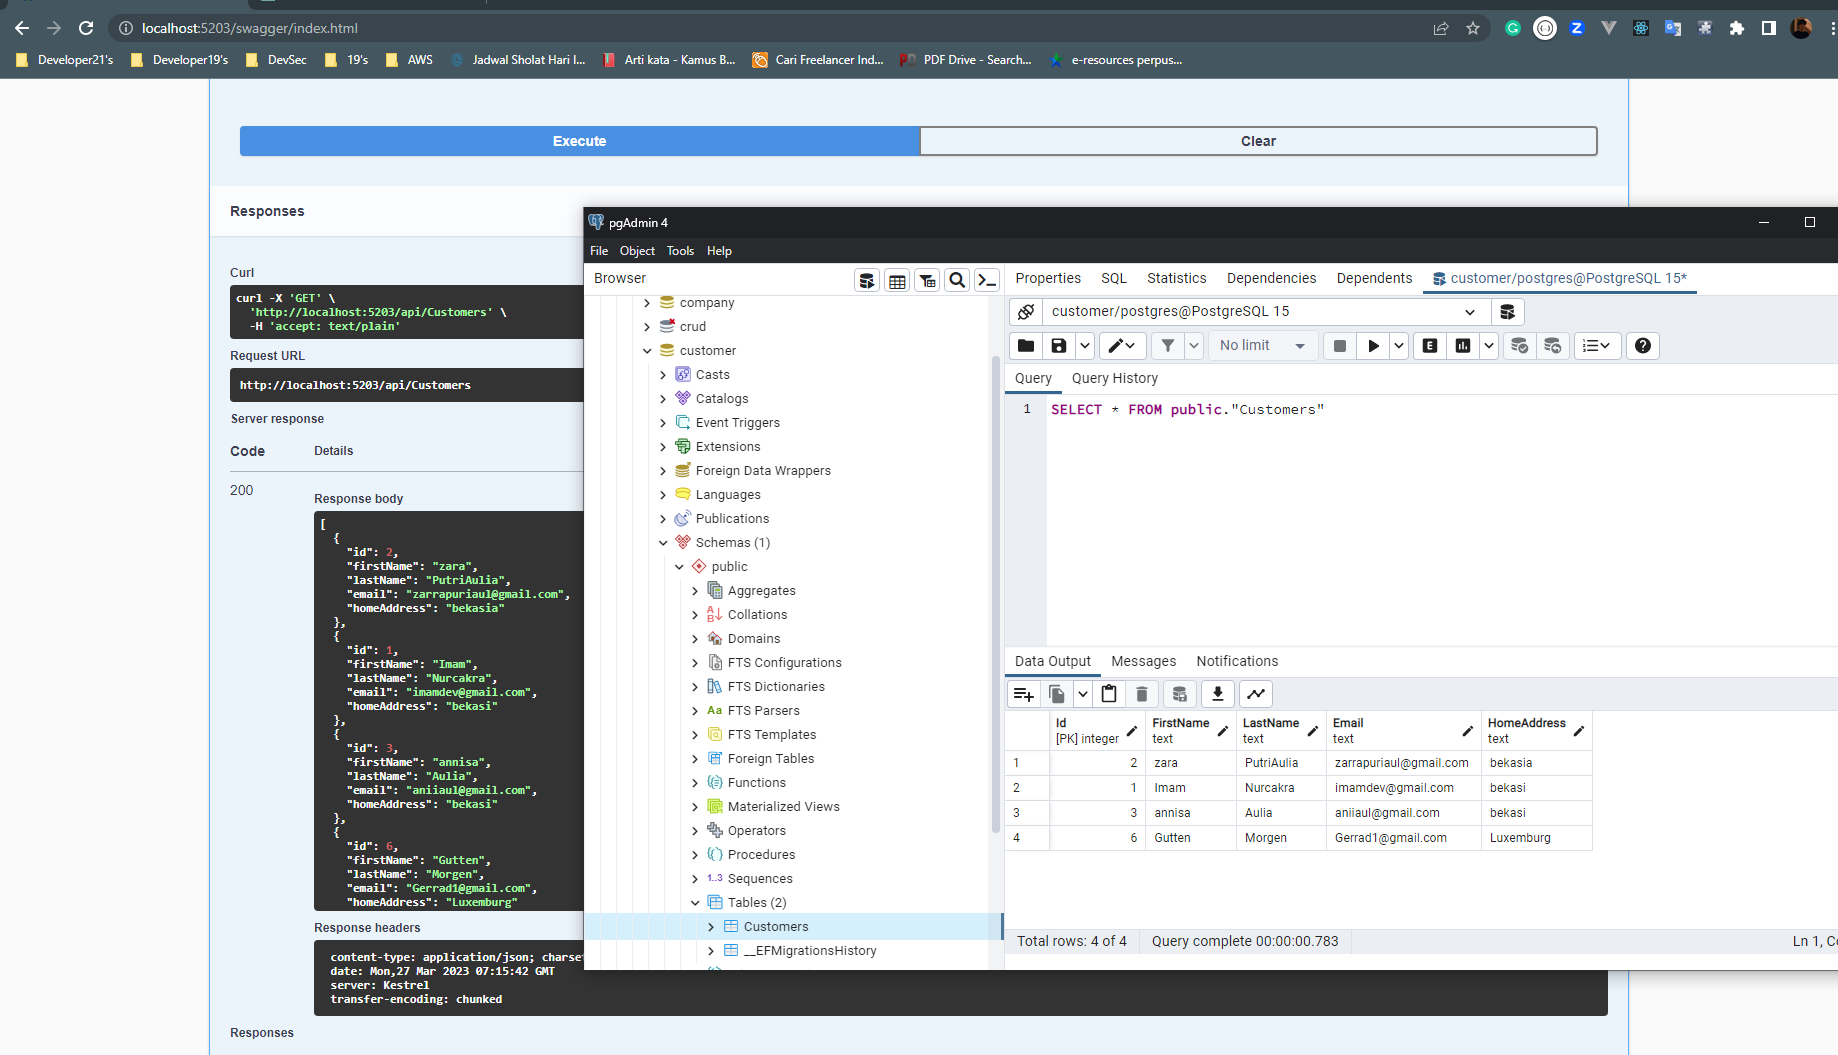 localhost:5203/swagger/index.html
Developer21's
Developer19's
DevSec
19's
AWS
Jadwal Sholat Hari I...
Arti kata - Kamus B...
Cari Freelancer Ind...
PDF Drive - Search...
e-resources perpus...
Execute
Clear
Responses
Curl
curl -X 'GET' \
'http://localhost:5203/api/Customers' \
-H 'accept: text/plain'
Request URL
http://localhost:5203/api/Customers
Server response
Code
Details
200
Response body
[
{
"id": 2,
"firstName": "zara",
"lastName": "PutriAulia",
"email": "zarrapuriaul@gmail.com",
"homeAddress": "bekasia"
},
{
"id": 1,
"firstName": "Imam",
"lastName": "Nurcakra",
"email": "imamdev@gmail.com",
"homeAddress": "bekasi"
},
{
"id": 3,
"firstName": "annisa",
"lastName": "Aulia",
"email": "aniiaul@gmail.com",
"homeAddress": "bekasi"
},
{
"id": 6,
"firstName": "Gutten",
"lastName": "Morgen",
"email": "Gerrad1@gmail.com",
"homeAddress": "Luxemburg"
Response headers
content-type: application/json; charse
date: Mon,27 Mar 2023 07:15:42 GMT
server: Kestrel
transfer-encoding: chunked
Responses
pgAdmin 4
File
Object
Tools
Help
Browser
company
crud
customer
Casts
Catalogs
Event Triggers
Extensions
Foreign Data Wrappers
Languages
Publications
Schemas (1)
public
Aggregates
Collations
Domains
FTS Configurations
FTS Dictionaries
Aa FTS Parsers
FTS Templates
Foreign Tables
Functions
Materialized Views
Operators
Procedures
1..3 Sequences
Tables (2)
Customers
__EFMigrationsHistory
Properties
SQL
Statistics
Dependencies
Dependents
customer/postgres@PostgreSQL 15*
customer/postgres@PostgreSQL 15
No limit
E
Query
Query History
1 SELECT * FROM public."Customers"
Data Output
Messages
Notifications
Id
[PK] integer
FirstName
text
LastName
text
Email
text
HomeAddress
text
1 2 zara PutriAulia zarrapuriaul@gmail.com bekasia
2 1 Imam Nurcakra imamdev@gmail.com bekasi
3 3 annisa Aulia aniiaul@gmail.com bekasi
4 6 Gutten Morgen Gerrad1@gmail.com Luxemburg
Total rows: 4 of 4
Query complete 00:00:00.783
Ln 1, Co